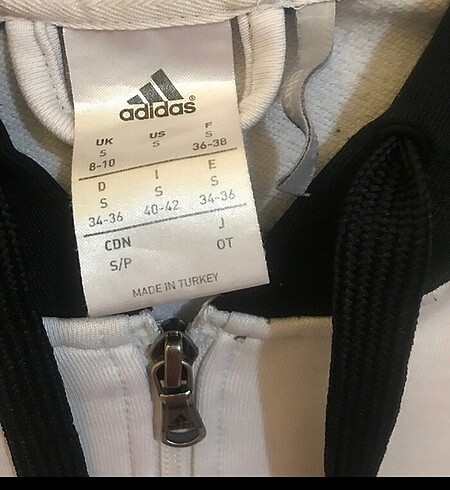 adidas
UK US F
S S S
8-10 36-38
D I E
S S S
34-36 40-42 34-36
CDN J
S/P OT
MADE IN TURKEY